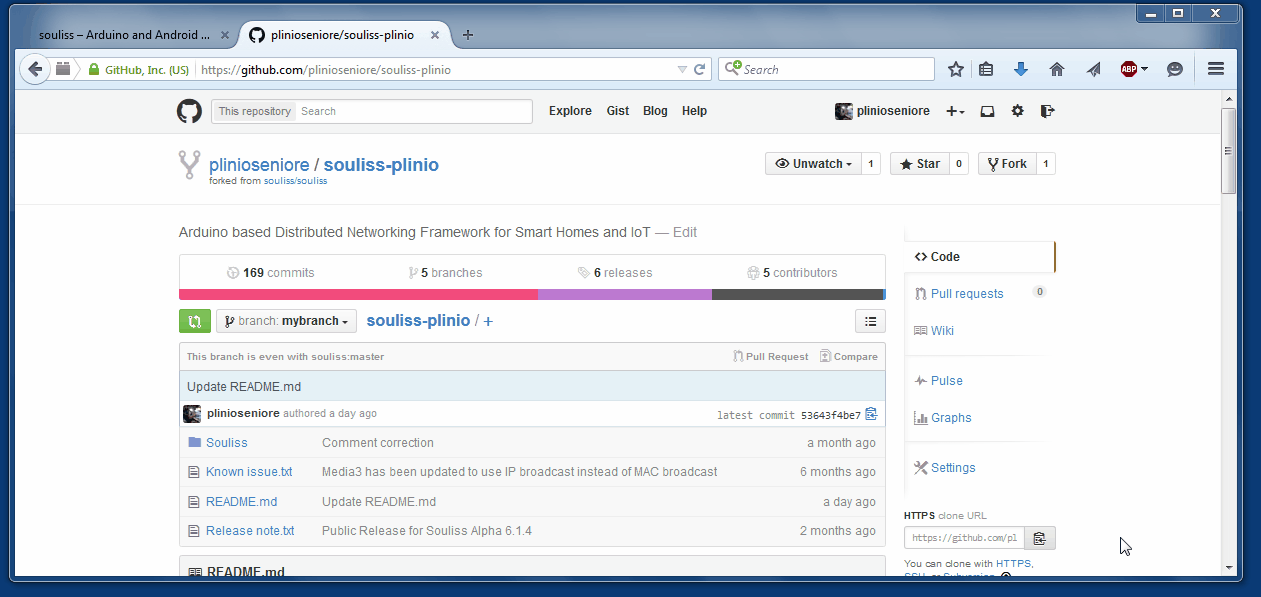 souliss – Arduino and Android ...
plinioseniore/souliss-plinio
GitHub, Inc. (US)
https://github.com/plinioseniore/souliss-plinio
Search
ABP
This repository
Search
Explore
Gist
Blog
Help
plinioseniore
plinioseniore / souliss-plinio
forked from souliss/souliss
Unwatch
1
Star
0
Fork
1
Arduino based Distributed Networking Framework for Smart Homes and IoT — Edit
169 commits
5 branches
6 releases
5 contributors
branch: mybranch
souliss-plinio / +
This branch is even with souliss:master
Pull Request
Compare
Update README.md
plinioseniore authored a day ago
latest commit 53643f4be7
Souliss
Comment correction
a month ago
Known issue.txt
Media3 has been updated to use IP broadcast instead of MAC broadcast
6 months ago
README.md
Update README.md
a day ago
Release note.txt
Public Release for Souliss Alpha 6.1.4
2 months ago
README.md
Code
Pull requests
0
Wiki
Pulse
Graphs
Settings
HTTPS clone URL
https://github.com/pl
You can clone with HTTPS,
SSH, or Subversion.